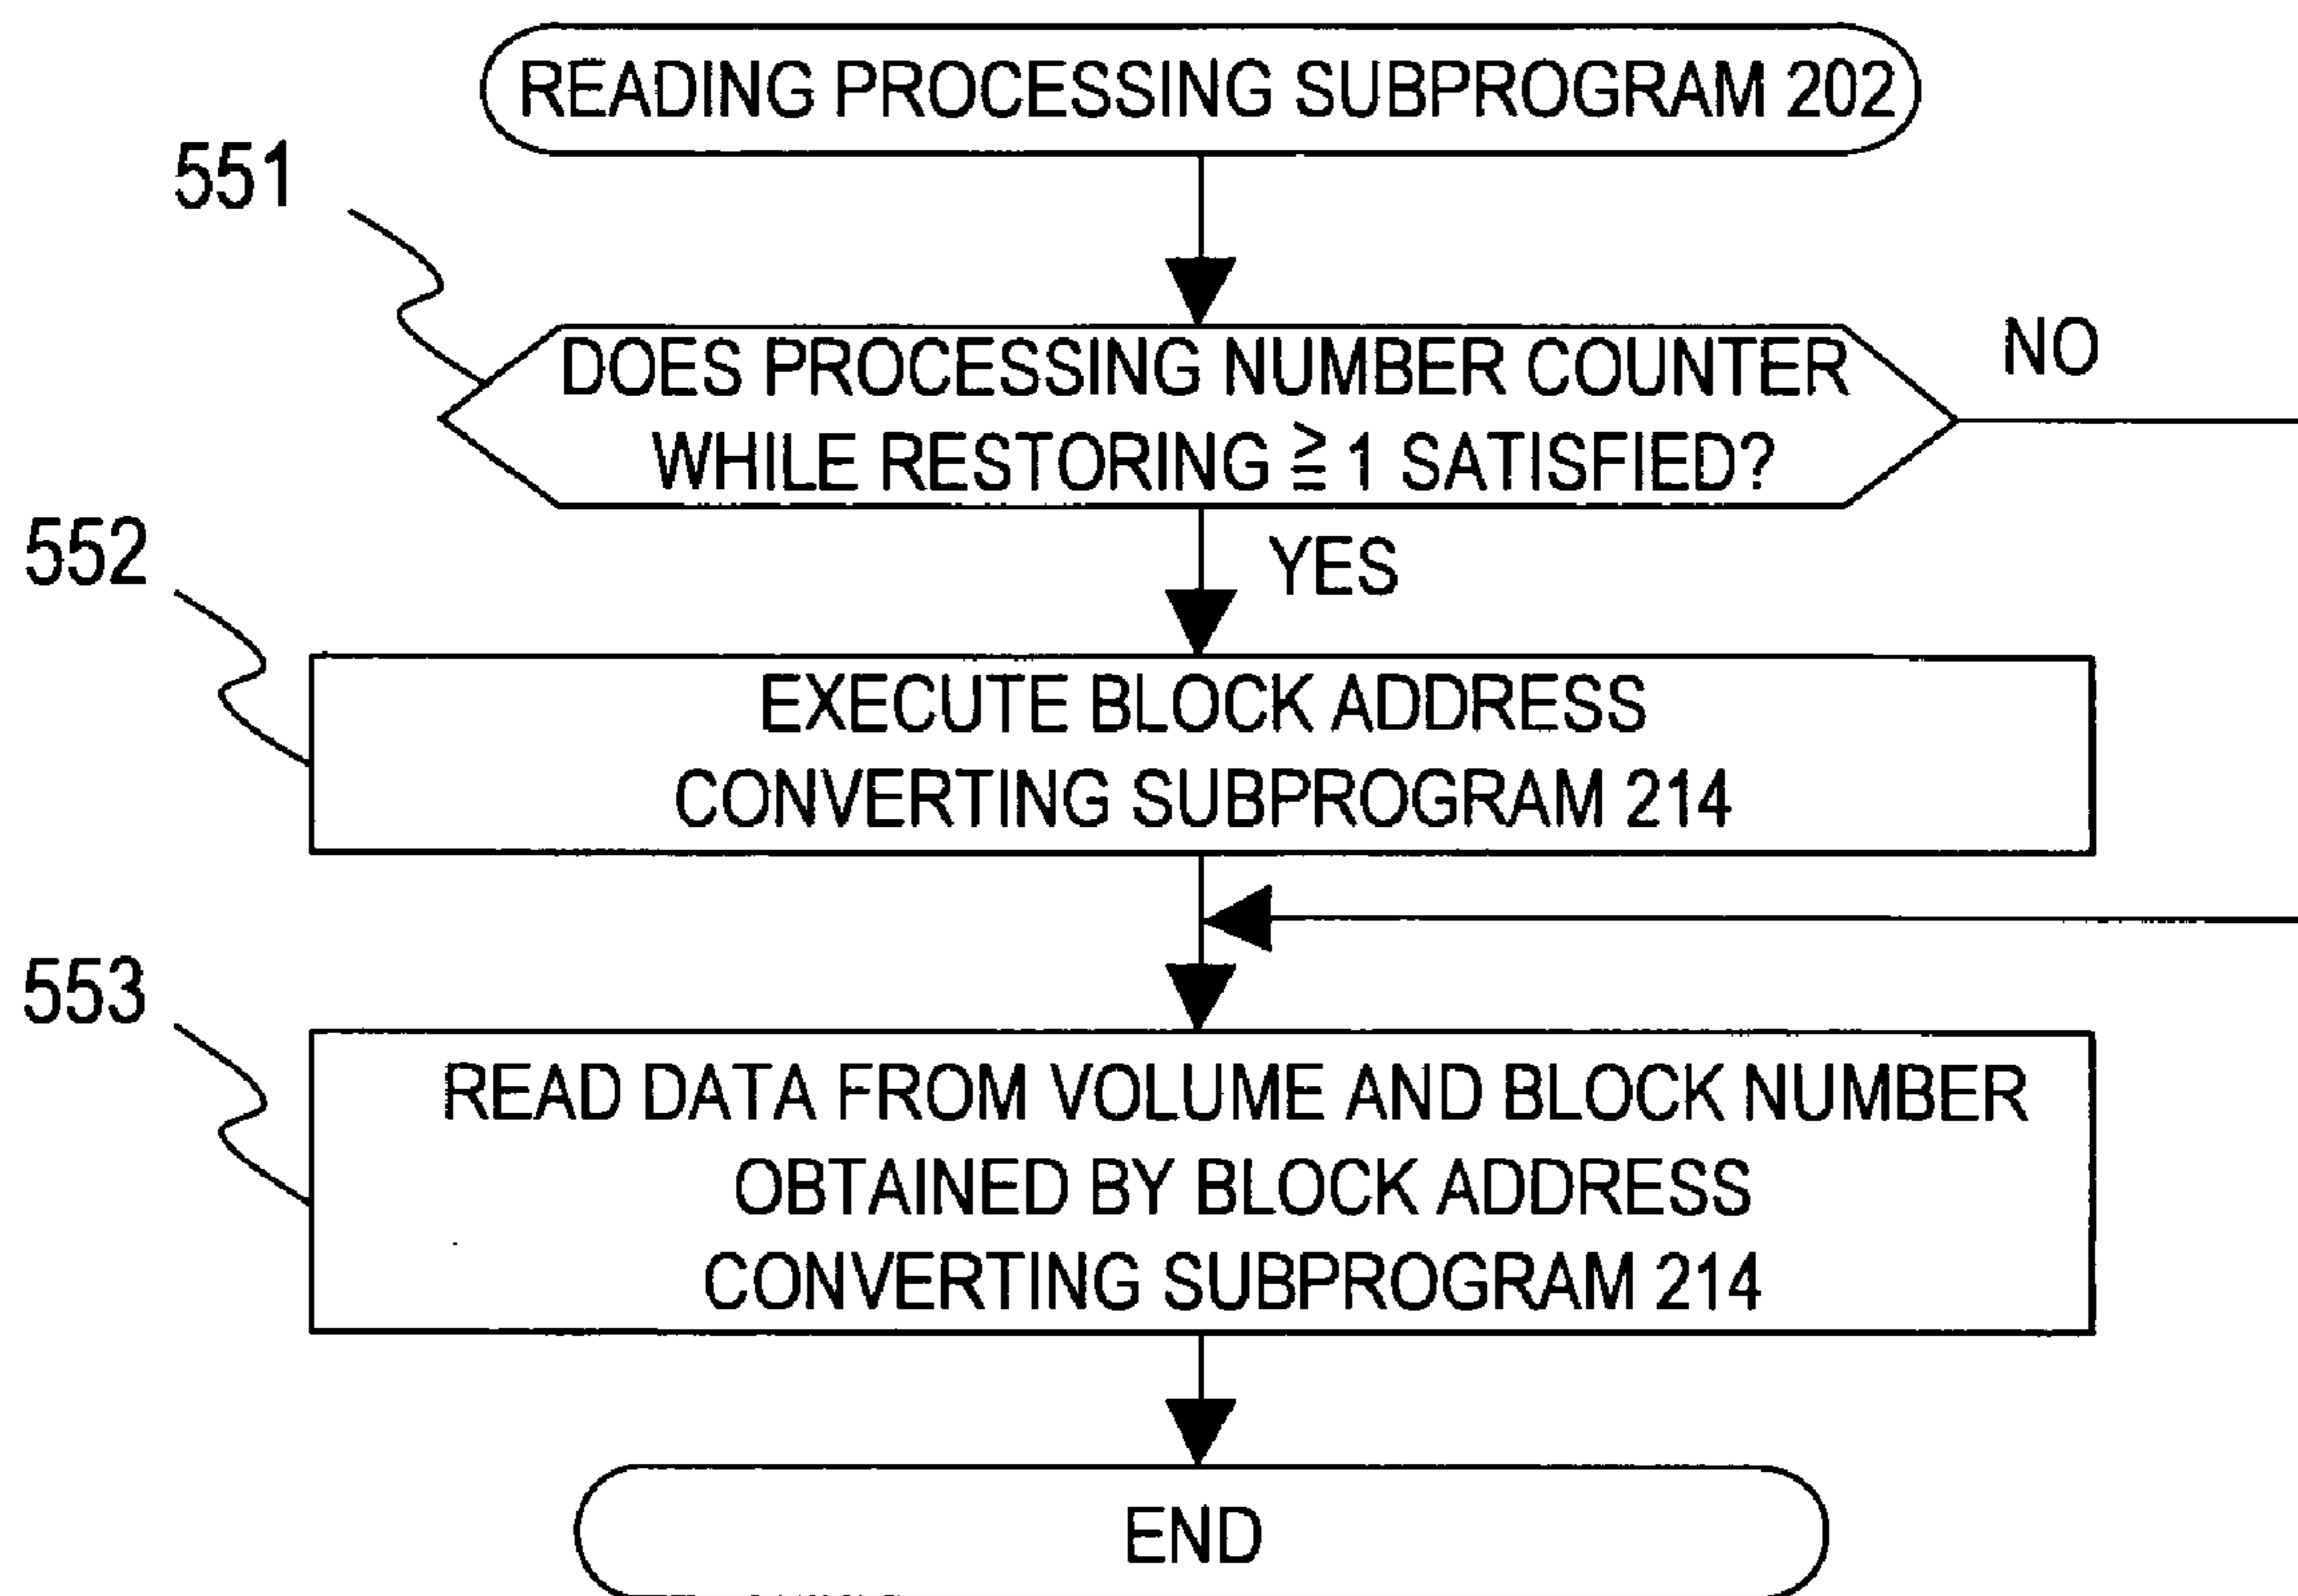 READING PROCESSING SUBPROGRAM 202
551
DOES PROCESSING NUMBER COUNTER
WHILE RESTORING ≧ 1 SATISFIED?
NO
YES
552
EXECUTE BLOCK ADDRESS
CONVERTING SUBPROGRAM 214
553
READ DATA FROM VOLUME AND BLOCK NUMBER
OBTAINED BY BLOCK ADDRESS
CONVERTING SUBPROGRAM 214
END